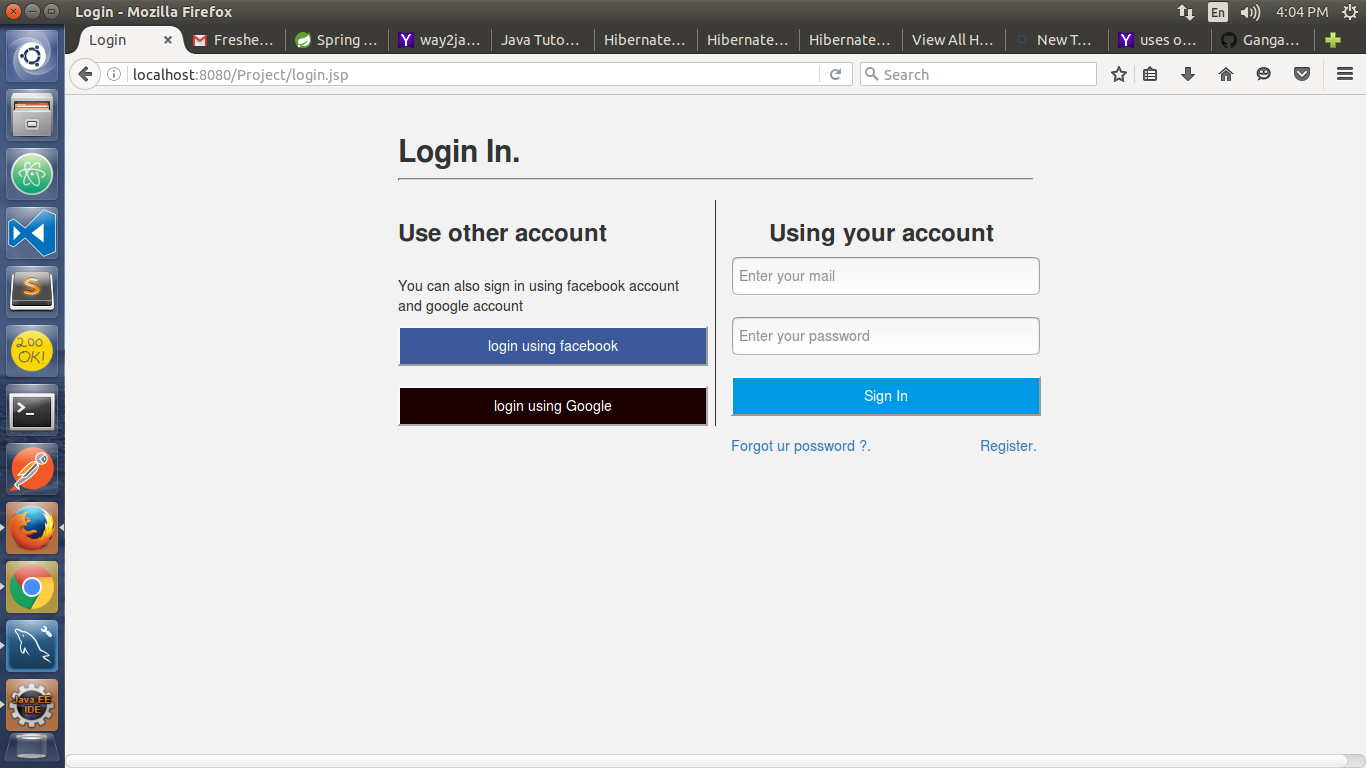 Login - Mozilla Firefox
En
4:04 PM
Login
Freshe...
Spring ...
way2ja...
Java Tuto...
Hibernate...
Hibernate...
Hibernate...
View All H...
New T...
uses o...
Ganga...
localhost:8080/Project/login.jsp
Search
Login In.
Use other account
You can also sign in using facebook account
and google account
login using facebook
login using Google
Using your account
Enter your mail
Enter your password
Sign In
Forgot ur possword ?.
Register.
200
OK!
Java EE
IDE